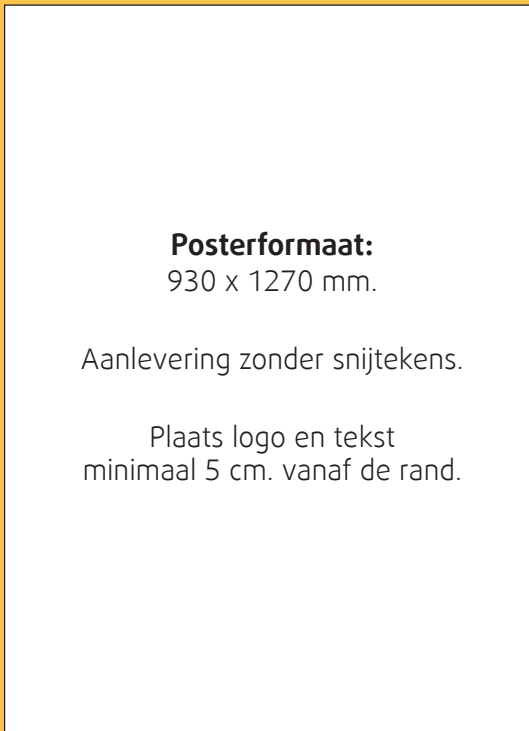 Posterformaat:
930 x 1270 mm.
Aanlevering zonder snijtekens.
Plaats logo en tekst
minimaal 5 cm. vanaf de rand.